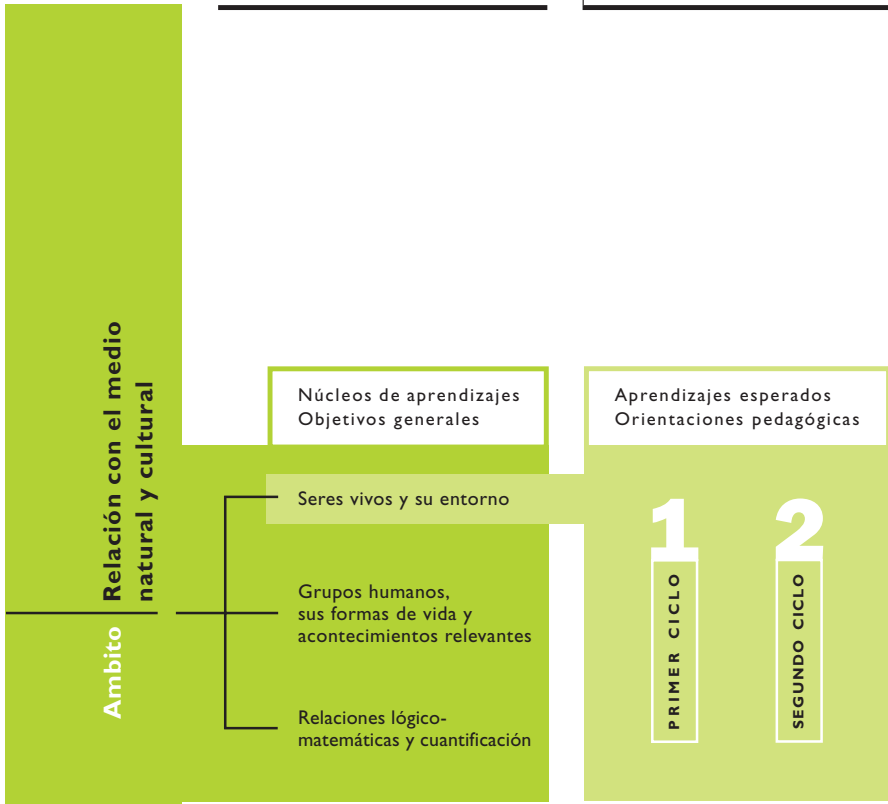 Ambito Relación con el medio
natural y cultural
Núcleos de aprendizajes
Objetivos generales
Seres vivos y su entorno
Grupos humanos,
sus formas de vida y
acontecimientos relevantes
Relaciones lógico-
matemáticas y cuantificación
Aprendizajes esperados
Orientaciones pedagógicas
1
PRIMER CICLO
2
SEGUNDO CICLO